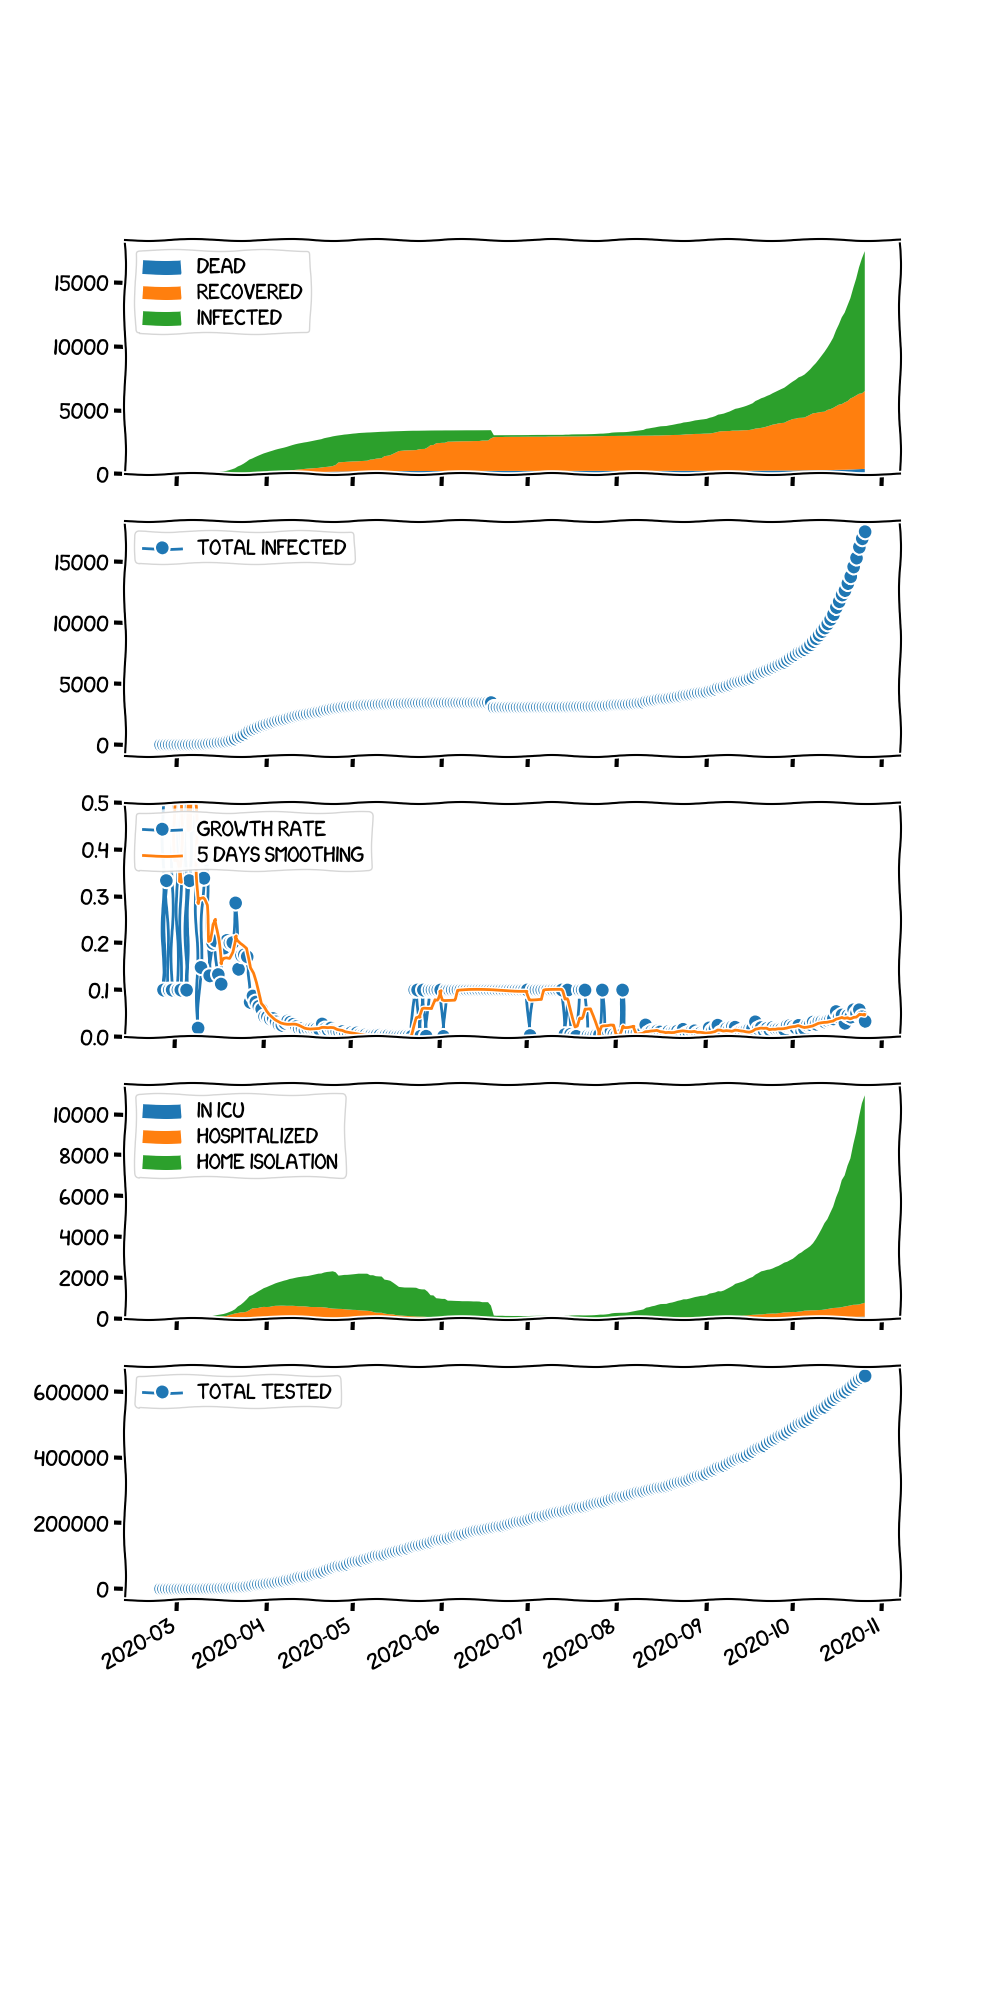 DEAD
RECOVERED
INFECTED
15000
10000
5000
0
TOTAL INFECTED
15000
10000
5000
0
0.5
0.4
0.3
0.2
0.1
0.0
GROWTH RATE
5 DAYS SMOOTHING
IN ICU
HOSPITALIZED
HOME ISOLATION
10000
8000
6000
4000
2000
0
TOTAL TESTED
600000
400000
200000
0
2020-03 2020-04 2020-05 2020-06 2020-07 2020-08 2020-09 2020-10 2020-11